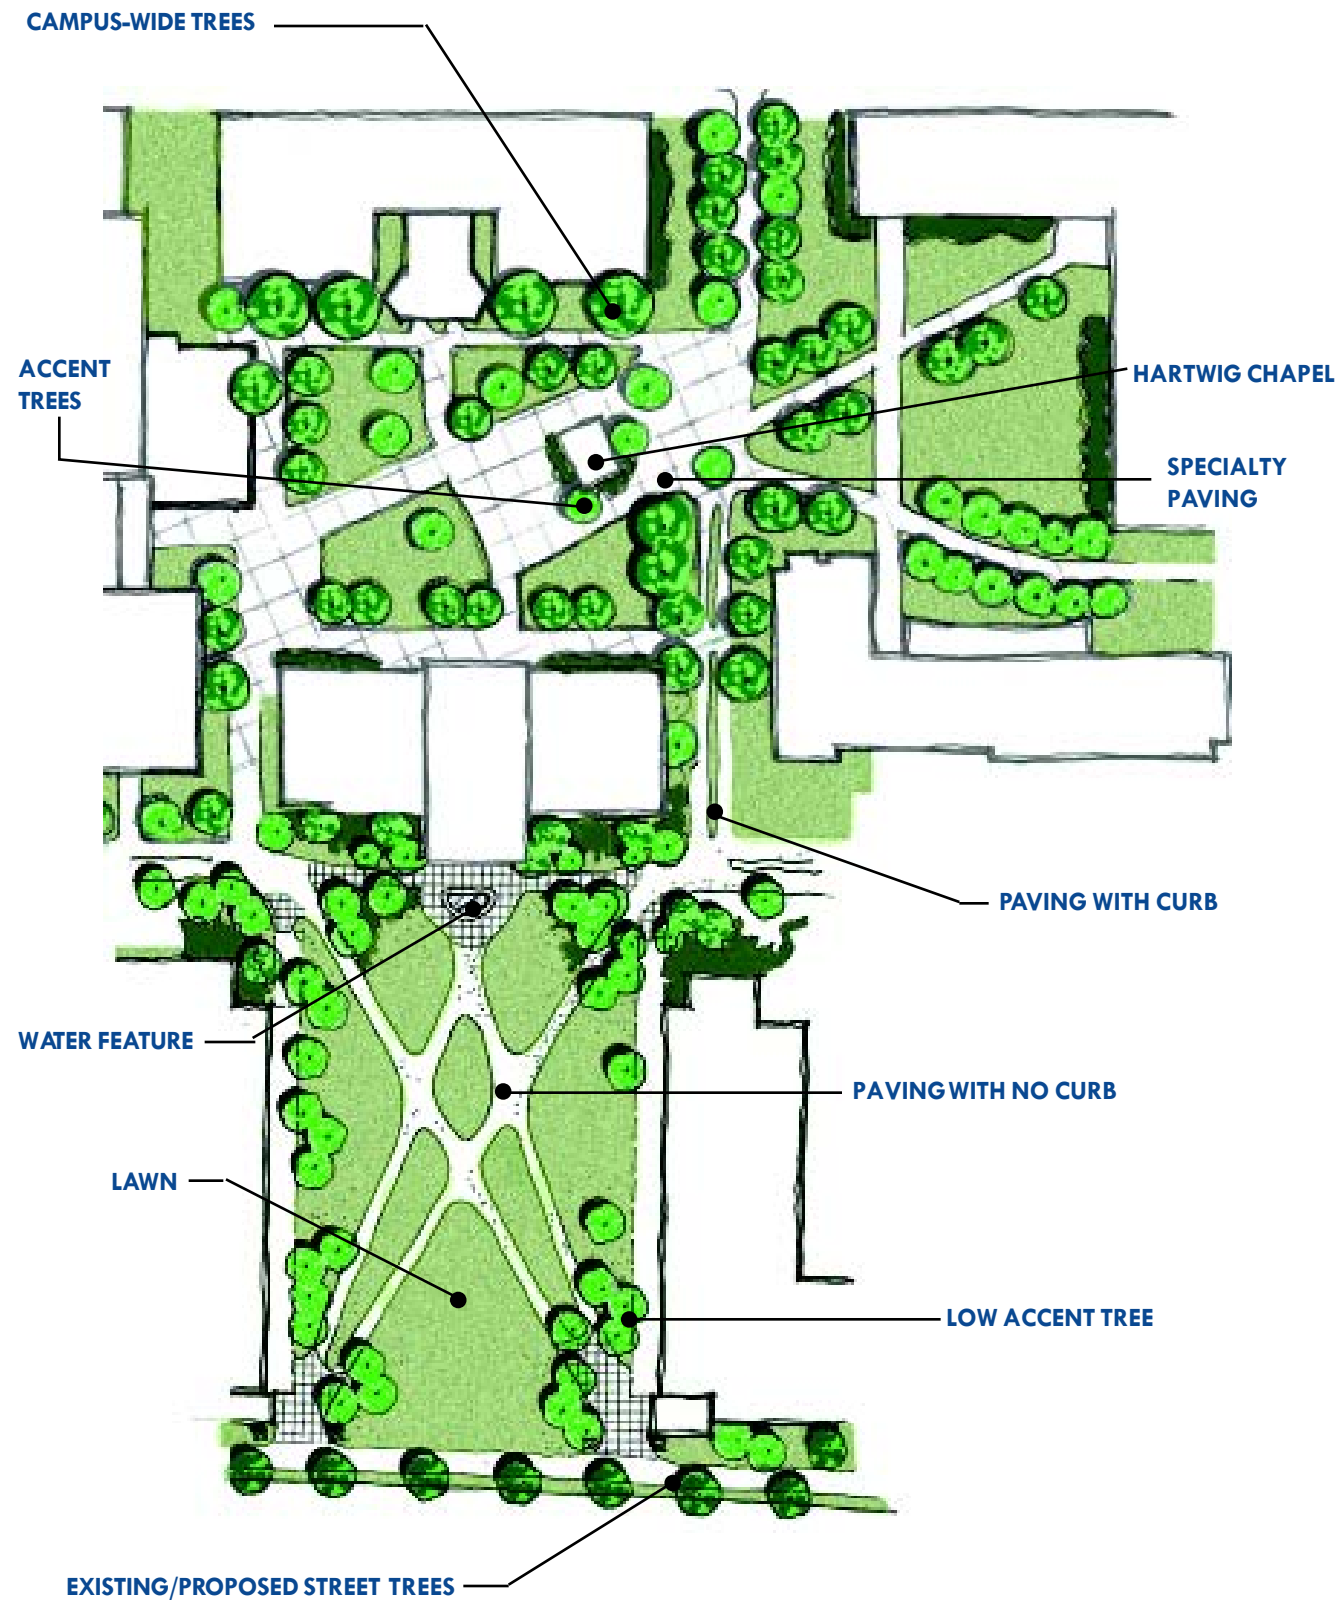 CAMPUS-WIDE TREES
ACCENT
TREES
HARTWIG CHAPEL
SPECIALTY
PAVING
PAVING WITH CURB
WATER FEATURE
PAVING WITH NO CURB
LAWN
LOW ACCENT TREE
EXISTING/PROPOSED STREET TREES